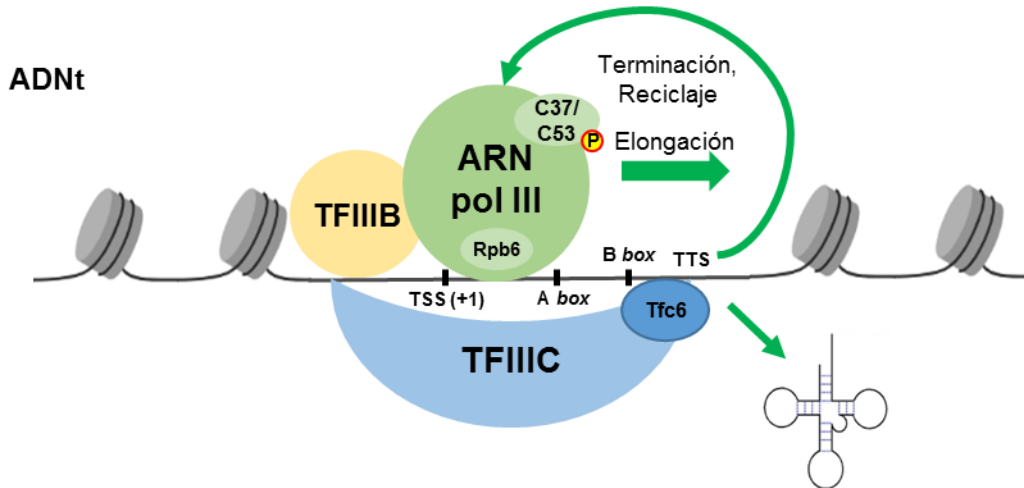 ADNt
Terminación,
Reciclaje
C37/
C53
P
Elongación
ARN
pol III
TFIIIB
Rpb6
B box
TTS
TSS (+1)
A box
Tfc6
TFIIIC